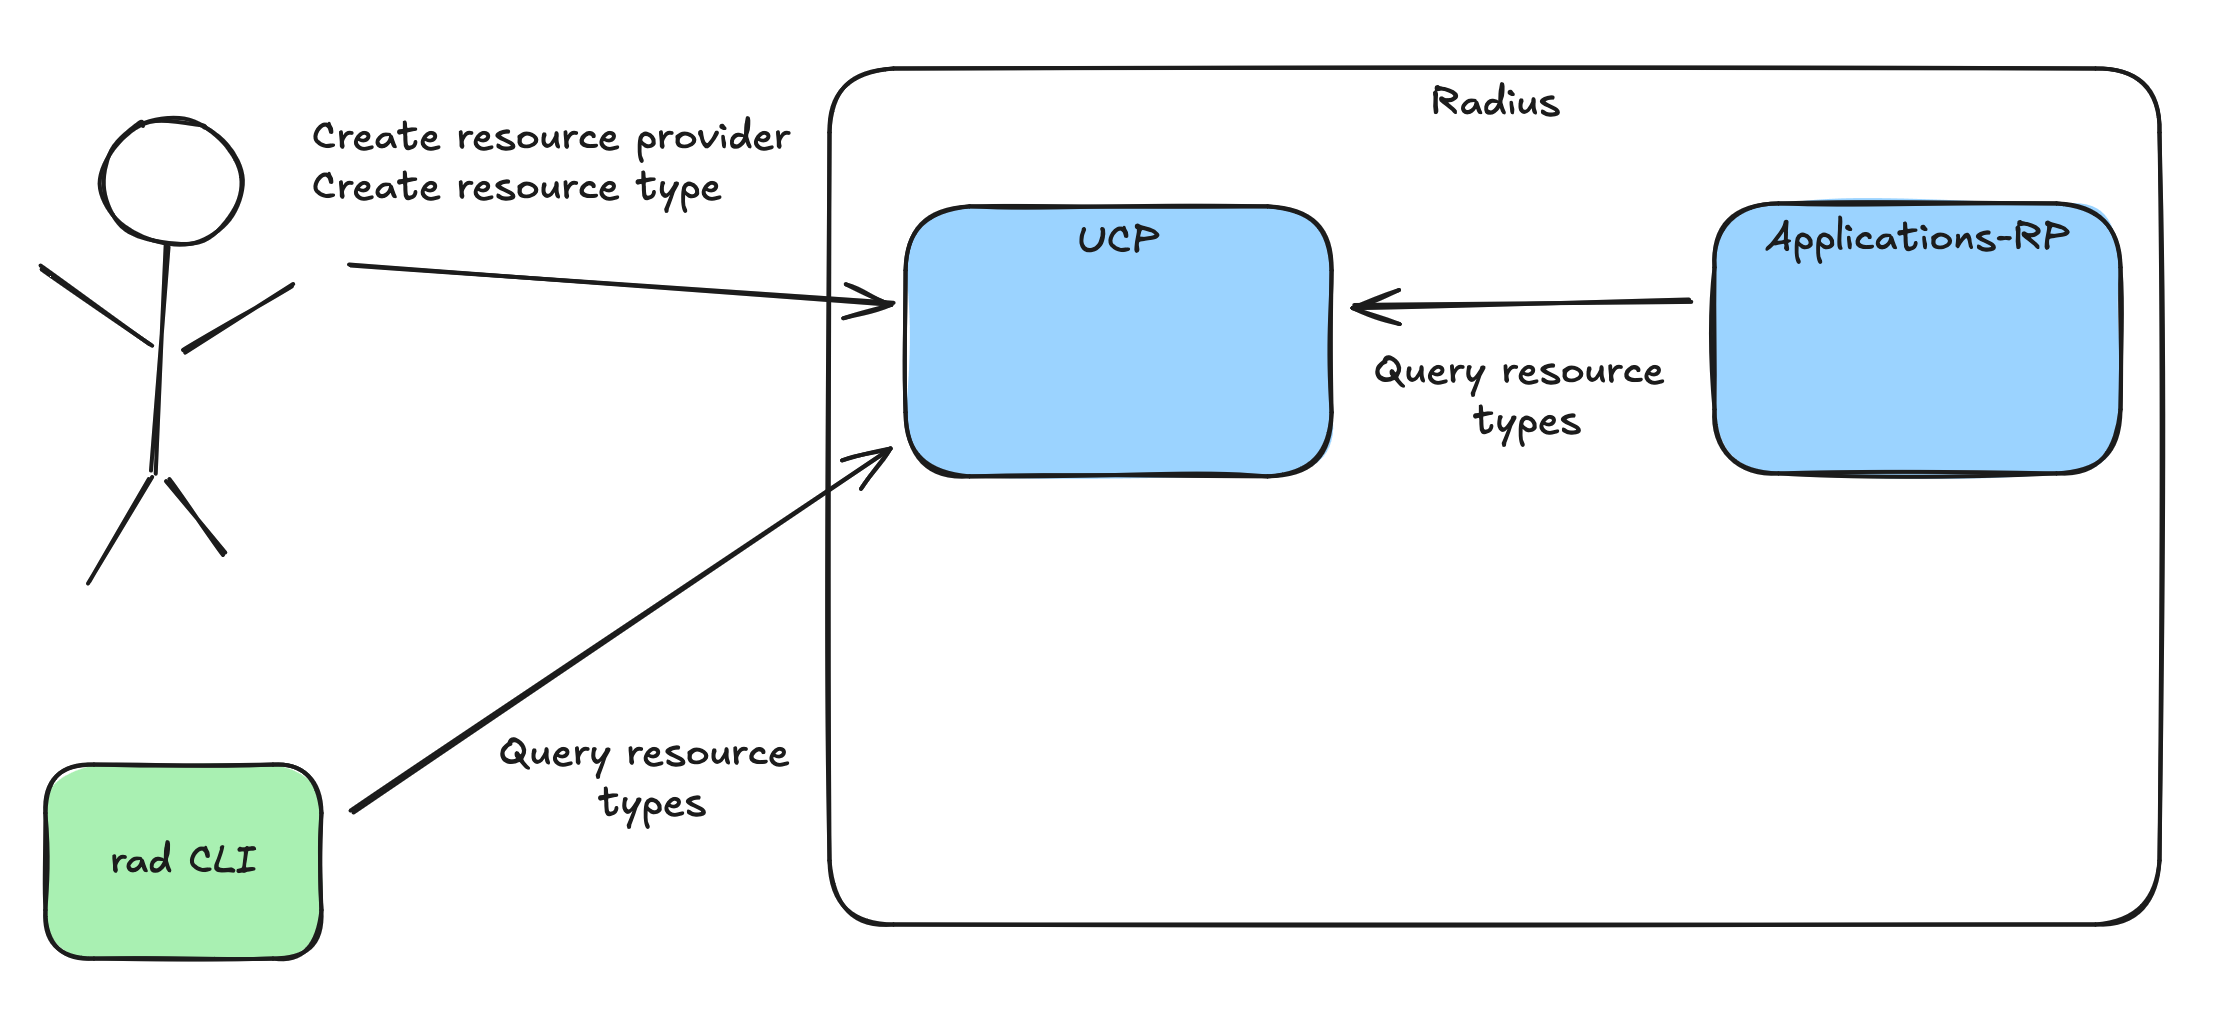 Radius
Create resource provider
Create resource type
UCP
Applications-RP
Query resource
types
Query resource
types
rad CLI